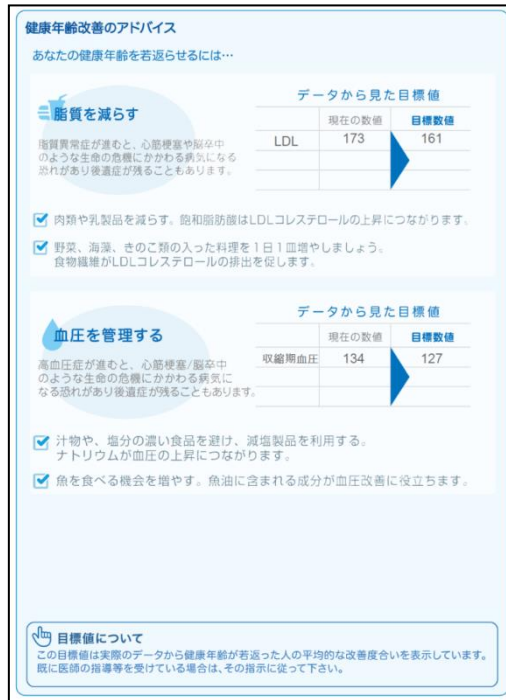 健康年齢改善のアドバイス
あなたの健康年齢を若返らせるには…
脂質を減らす
脂質異常症が進むと、心筋梗塞や脳卒中
のような生命の危機にかかわる病気になる
恐れがあり後遺症が残ることもあります。
データから見た目標値
現在の数値 目標数値
LDL 173 161
肉類や乳製品を減らす。飽和脂肪酸はLDLコレステロールの上昇につながります。
野菜、海藻、きのこ類の入った料理を1日1皿増やしましょう。
食物繊維がLDLコレステロールの排出を促します。
血圧を管理する
高血圧症が進むと、心筋梗塞/脳卒中
のような生命の危機にかかわる病気に
なる恐れがあり後遺症が残ることもあります。
データから見た目標値
現在の数値 目標数値
収縮期血圧 134 127
汁物や、塩分の濃い食品を避け、減塩製品を利用する。
ナトリウムが血圧の上昇につながります。
魚を食べる機会を増やす。魚油に含まれる成分が血圧改善に役立ちます。
目標値について
この目標値は実際のデータから健康年齢が若返った人の平均的な改善度合いを表示しています。
既に医師の指導等を受けている場合は、その指示に従って下さい。